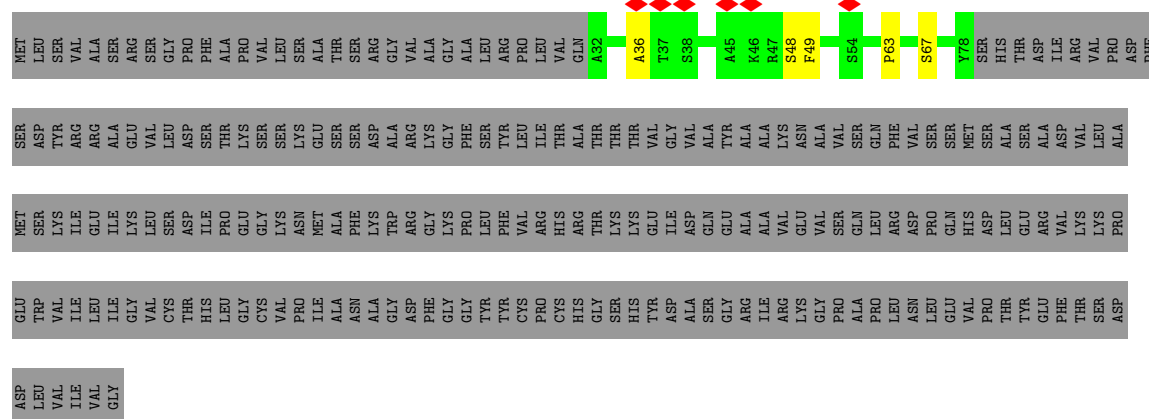 MET LEU SER VAL ALA SER ARG SER GLY PRO PHE ALA PRO VAL LEU SER ALA THR SER ARG GLY VAL ALA GLY ALA LEU ARG PRO LEU VAL GLN A32 A36 T37 S38 A45 K46 R47 S48 F49 S54 P63 S67 Y78 SER HIS THR ASP ILE ARG VAL PRO ASP PHE
SER ASP TYR ARG ARG ALA GLU VAL LEU ASP SER THR LYS SER SER LYS GLU SER SER ASP ALA ARG LYS GLY PHE SER TYR LEU ILE THR ALA THR THR THR VAL GLY VAL ALA TYR ALA ALA LYS ASN ALA VAL SER GLN PHE VAL SER SER MET SER ALA SER ALA ASP VAL LEU ALA
MET SER LYS ILE GLU ILE LYS LEU SER ASP ILE PRO GLU GLY LYS ASN MET ALA PHE LYS TRP ARG GLY LYS PRO LEU PHE VAL ARG HIS ARG THR LYS LYS GLU ILE ASP GLN GLU ALA ALA VAL GLU VAL SER GLN LEU ARG ASP PRO GLN HIS ASP LEU GLU ARG VAL LYS LYS PRO
GLU TRP VAL ILE LEU ILE GLY VAL CYS THR HIS LEU GLY CYS VAL PRO ILE ALA ASN ALA GLY ASP PHE GLY GLY TYR TYR CYS PRO CYS HIS GLY SER HIS TYR ASP ALA SER GLY ARG ILE ARG LYS GLY PRO ALA PRO LEU ASN LEU GLU VAL PRO THR TYR GLU PHE THR SER ASP
ASP LEU VAL ILE VAL GLY